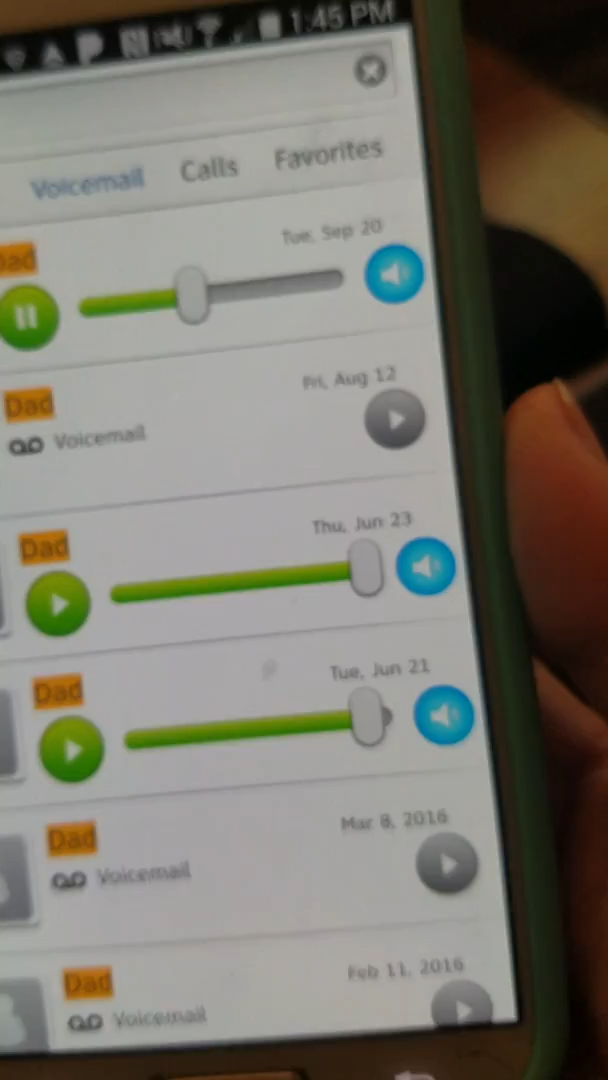 1:45 PM
Voicemail Calls Favorites
Tue, Sep 20
Dad
Fri, Aug 12
Dad
Voicemail
Thu, Jun 23
Dad
Tue, Jun 21
Dad
Mar 8, 2016
Dad
Voicemail
Feb 11, 2016
Dad
Voicemail